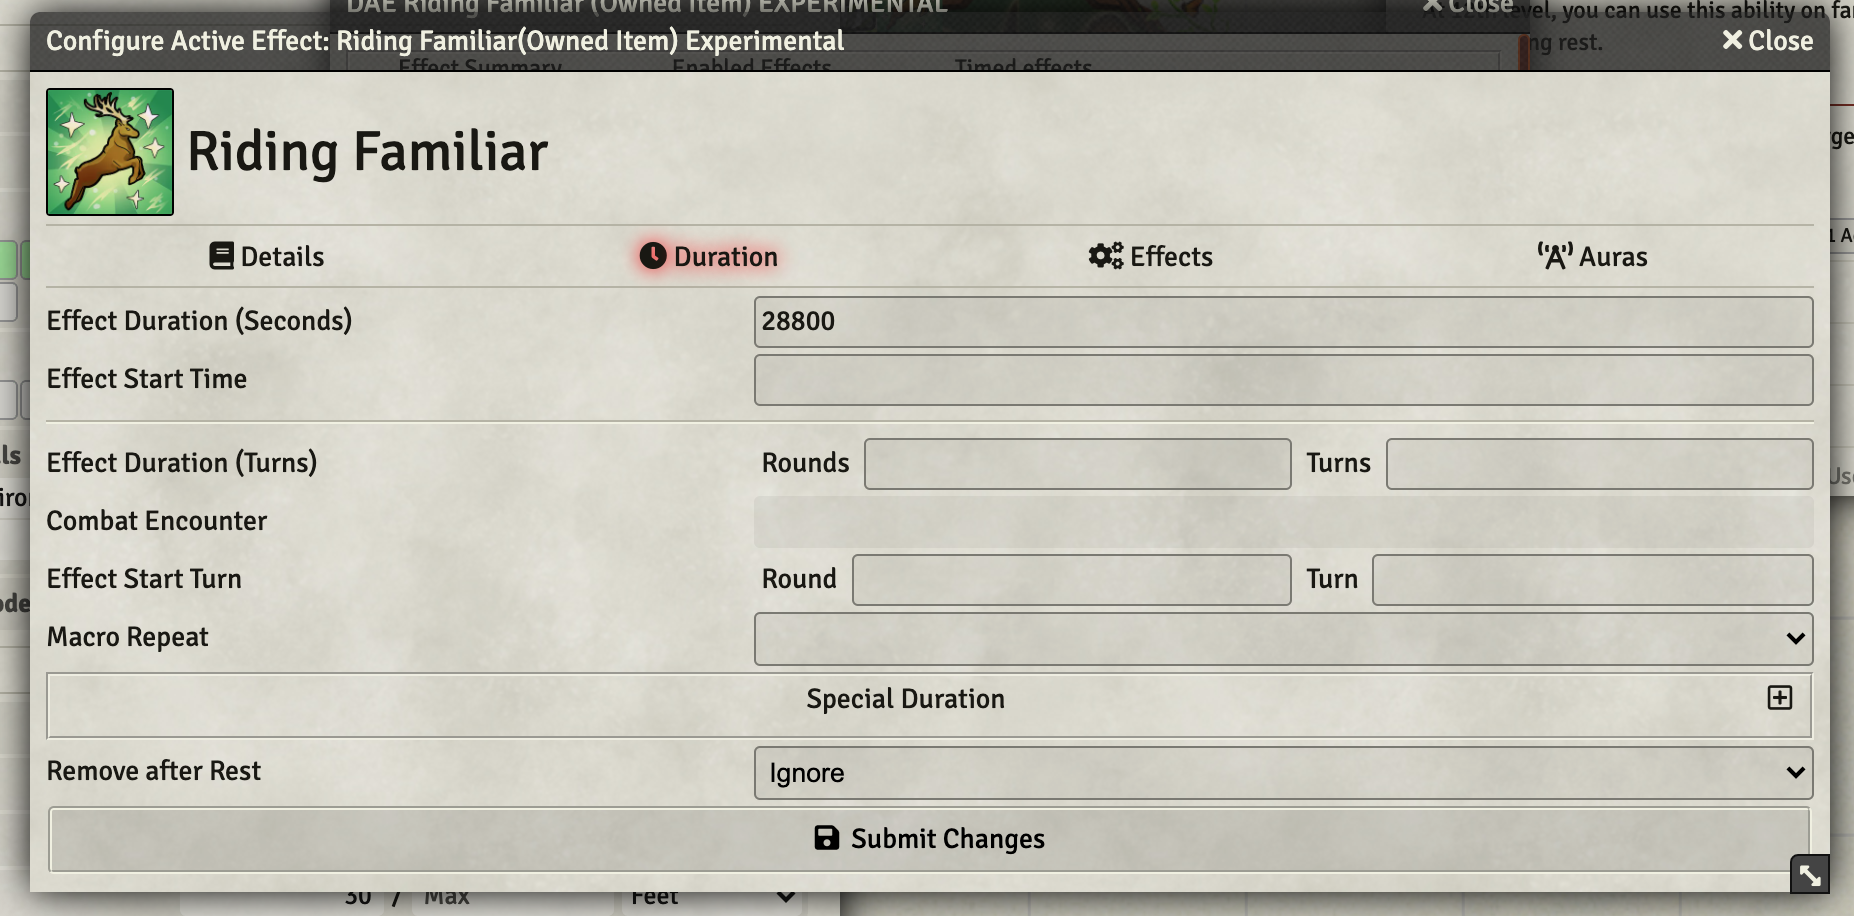 DAE Riding Familiar (Owned Item) EXPERIMENTAL
Close
level, you can use this ability on
Configure Active Effect: Riding Familiar(Owned Item) Experimental
Close
rest.
Effect Summary Enabled Effects Timed effects
Riding Familiar
Details Duration Effects Auras
Effect Duration (Seconds) 28800
Effect Start Time
Effect Duration (Turns) Rounds Turns
Combat Encounter
Effect Start Turn Round Turn
Macro Repeat
Special Duration
Remove after Rest Ignore
Submit Changes
30 / Max Feet